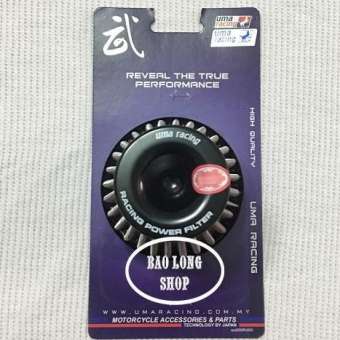 武
uma
racing
uma
racing
REVEAL THE TRUE
PERFORMANCE
HIGH QUALITY
UMA RACING
uma racing
RACING POWER FILTER
BAO LONG
SHOP
WWW.UMARACING.COM.MY
MOTORCYCLE ACCESSORIES & PARTS
TECHNOLOGY BY JAPAN